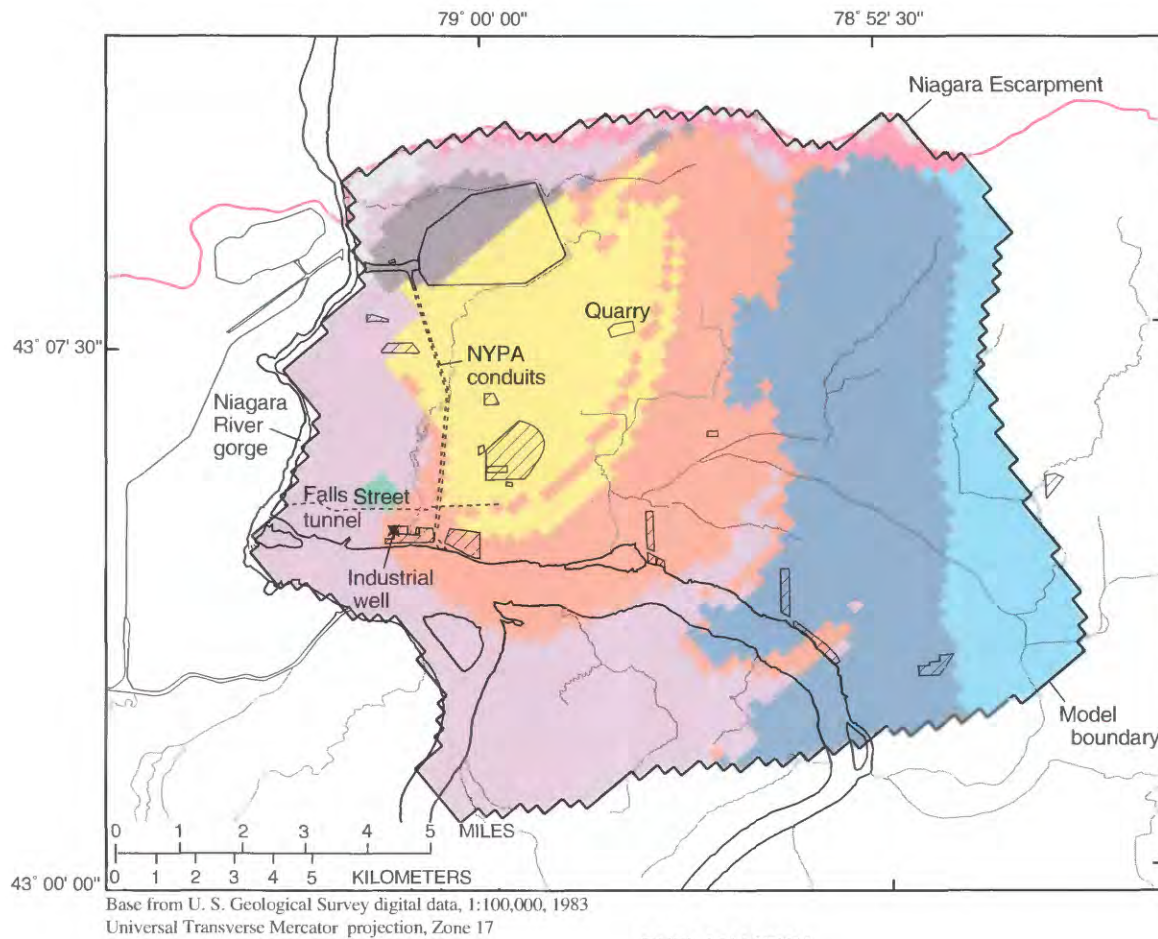 79° 00' 00"
78° 52' 30"
Niagara Escarpment
Quarry
43° 07' 30"
NYPA
conduits
Niagara
River
gorge
Falls Street
tunnel
Industrial
well
Model
boundary
0 1 2 3 4 5 MILES
0 1 2 3 4 5 KILOMETERS
43° 00' 00"
Base from U. S. Geological Survey digital data, 1:100,000, 1983
Universal Transverse Mercator projection, Zone 17